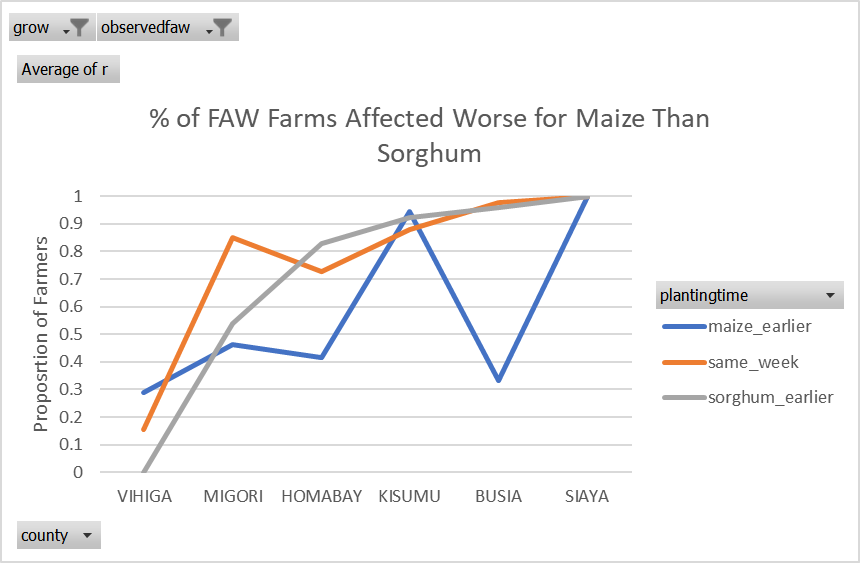 grow observedfaw
Average of r
% of FAW Farms Affected Worse for Maize Than
Sorghum
1
0.9
0.8
0.7
0.6
0.5
0.4
0.3
0.2
0.1
0
Proposrtion of Farmers
VIHIGA MIGORI HOMABAY KISUMU BUSIA SIAYA
plantingtime
maize_earlier
same_week
sorghum_earlier
county